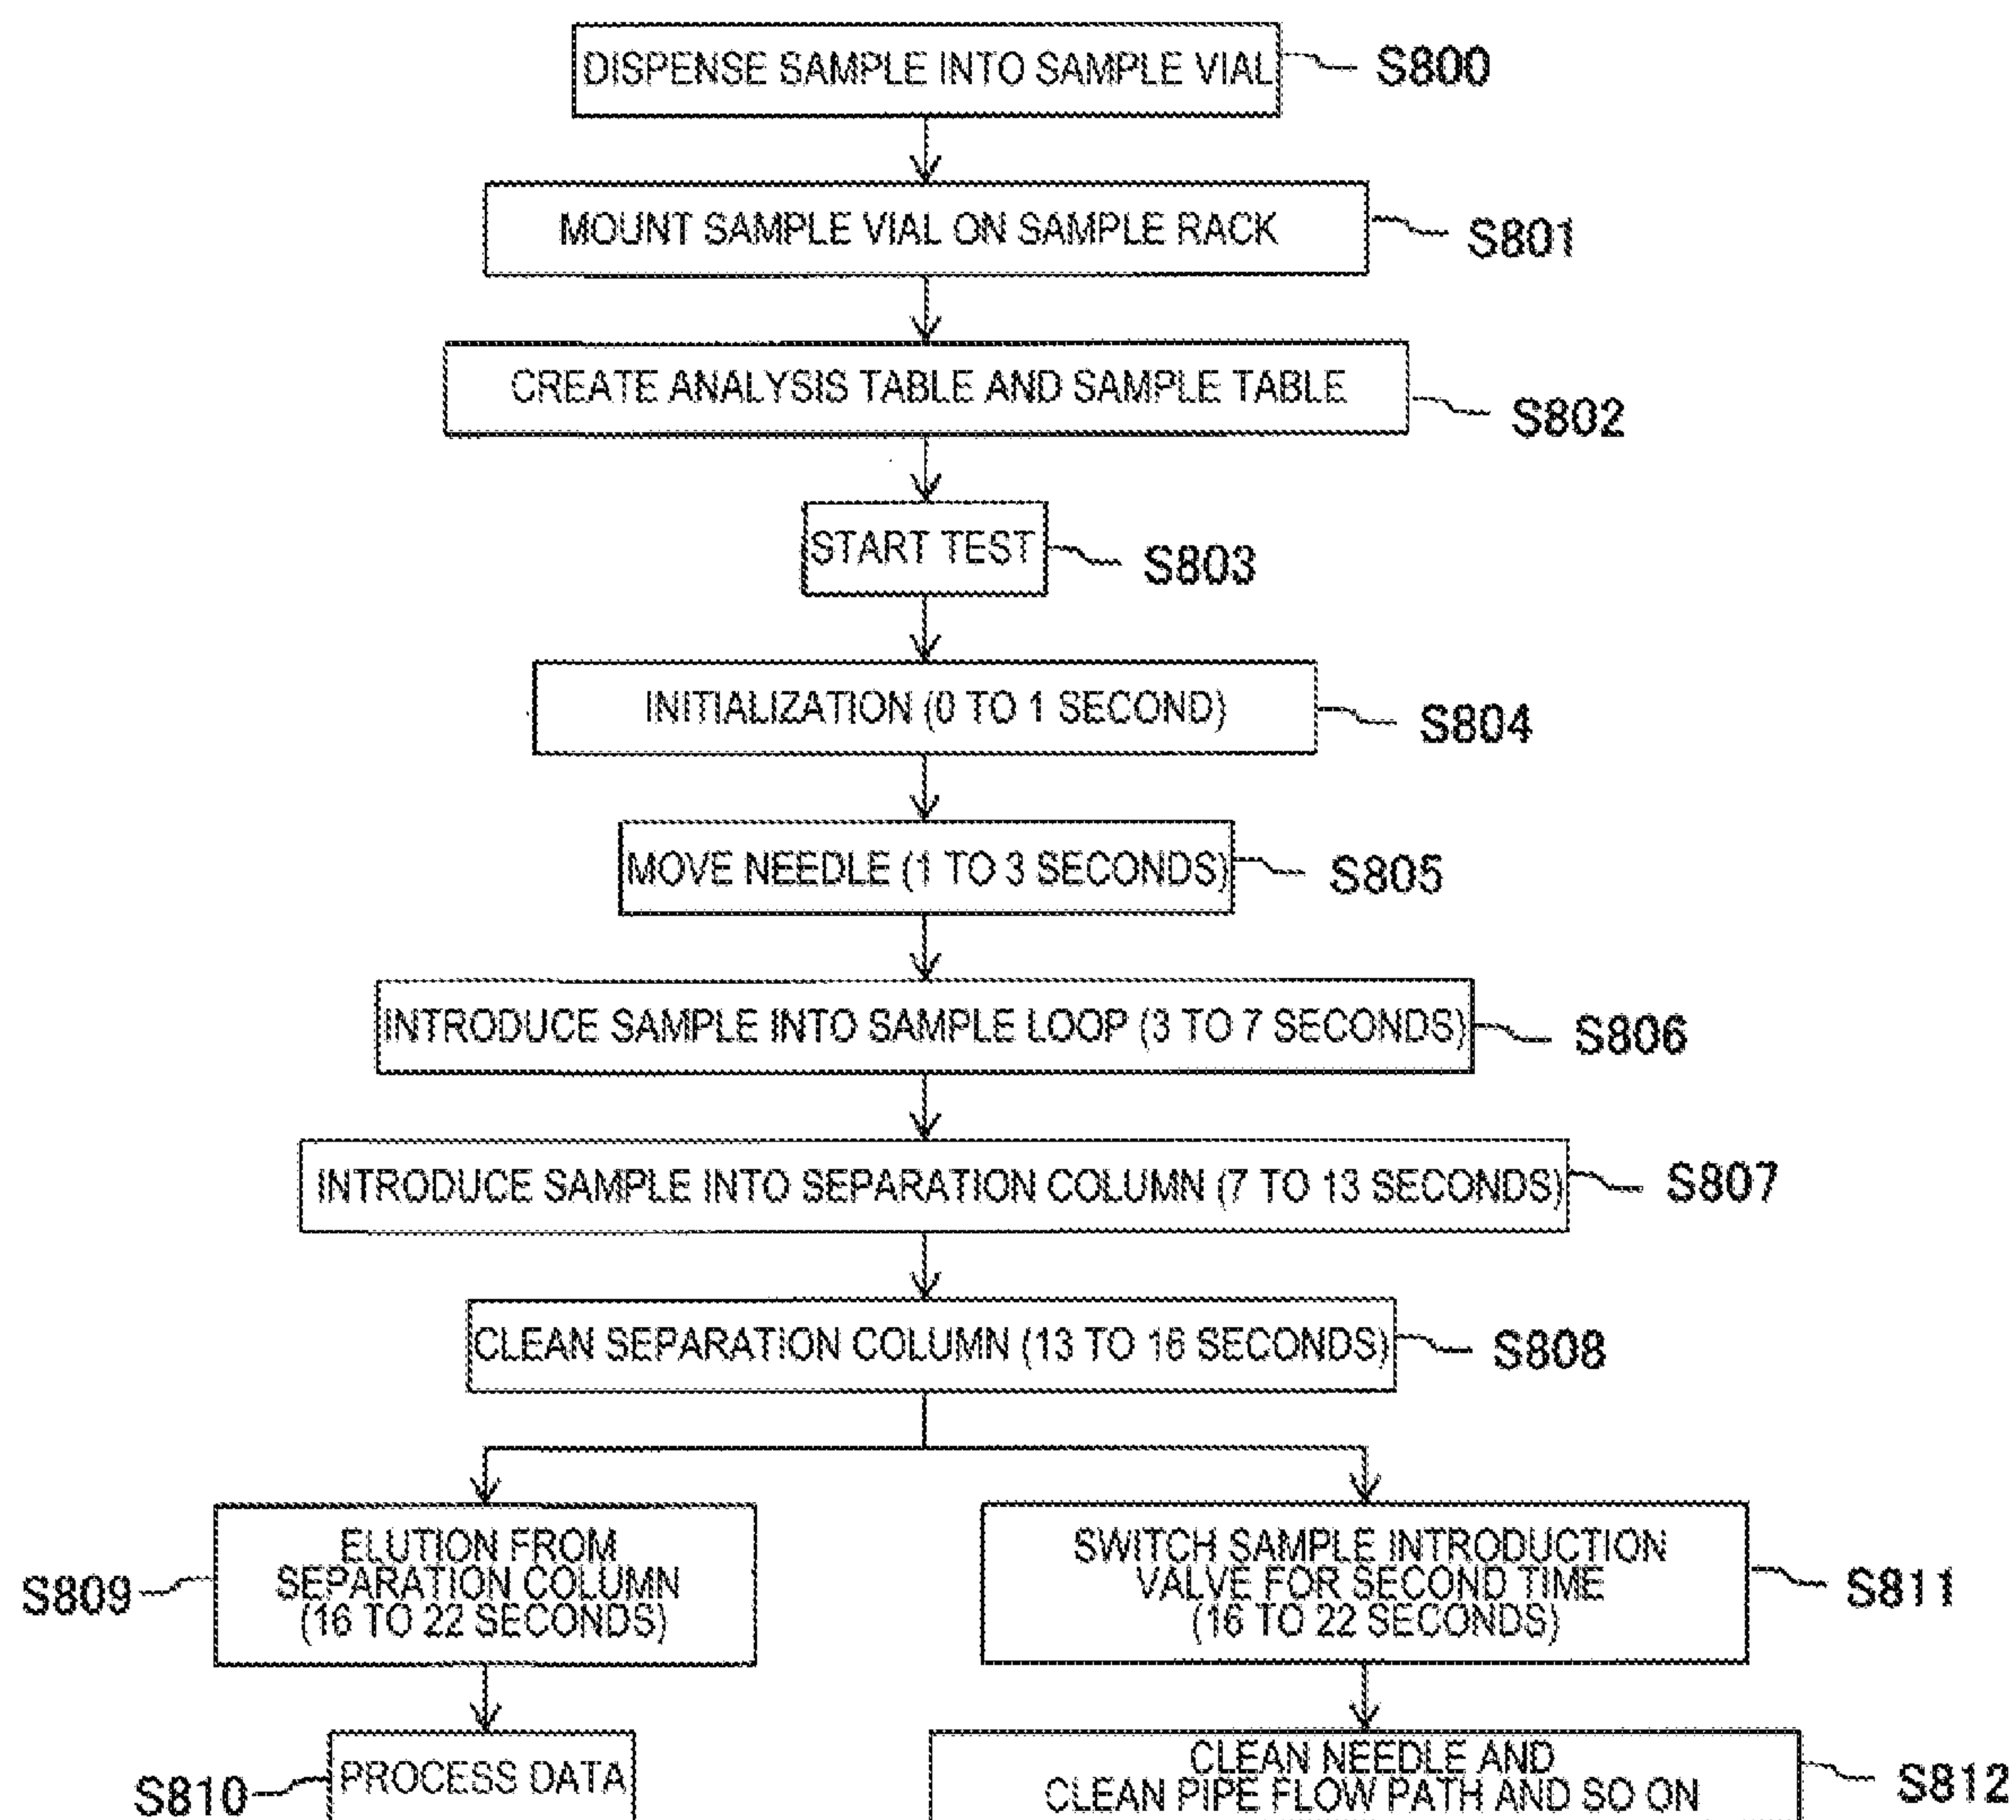 DISPENSE SAMPLE INTO SAMPLE VIAL S800
MOUNT SAMPLE VIAL ON SAMPLE RACK S801
CREATE ANALYSIS TABLE AND SAMPLE TABLE S802
START TEST S803
INITIALIZATION (0 TO 1 SECOND) S804
MOVE NEEDLE (1 TO 3 SECONDS) S805
INTRODUCE SAMPLE INTO SAMPLE LOOP (3 TO 7 SECONDS) S806
INTRODUCE SAMPLE INTO SEPARATION COLUMN (7 TO 13 SECONDS) S807
CLEAN SEPARATION COLUMN (13 TO 16 SECONDS) S808
S809
ELUTION FROM
SEPARATION COLUMN
(16 TO 22 SECONDS)
SWITCH SAMPLE INTRODUCTION
VALVE FOR SECOND TIME
(16 TO 22 SECONDS)
S811
S810
PROCESS DATA
CLEAN NEEDLE AND
CLEAN PIPE FLOW PATH AND SO ON
S812